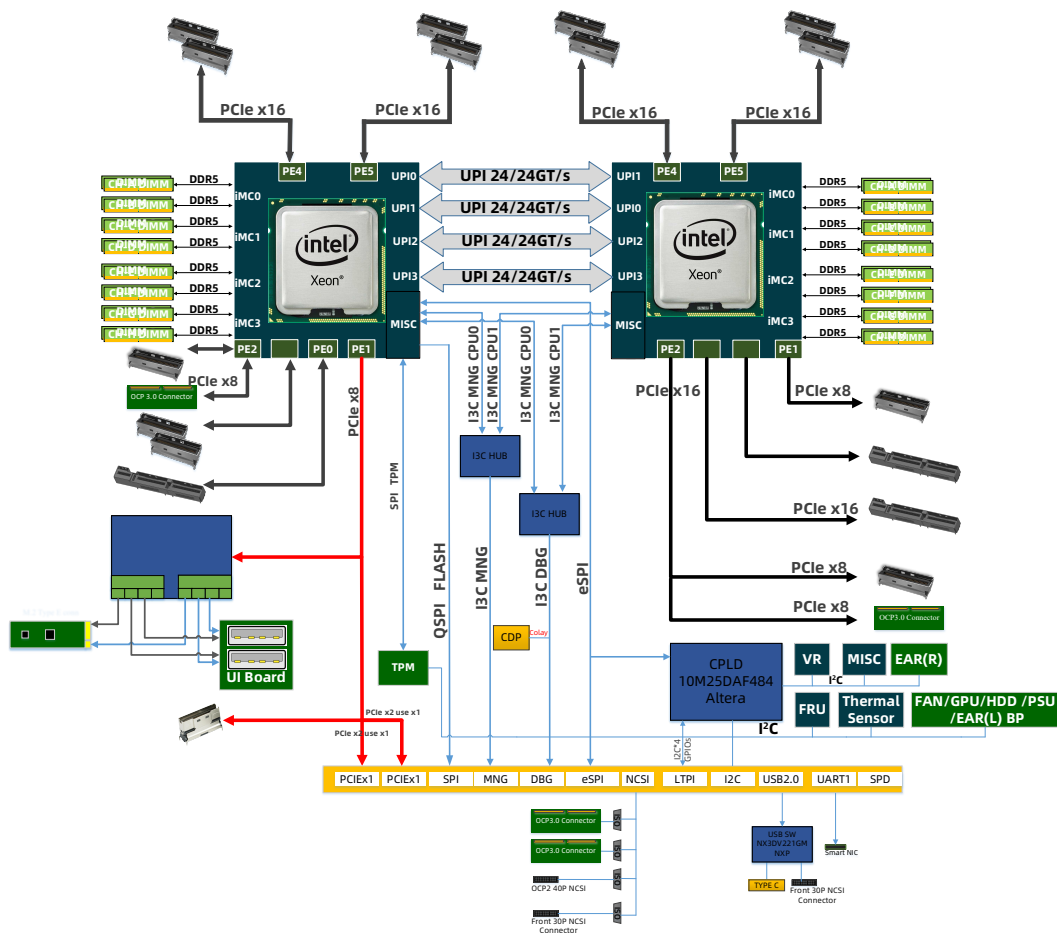 PCIe x16
PCIe x16
PCIe x16
PCIe x16
PE4
PE5
PE4
PE5
UPI0
UPI 24/24GT/s
UPI1
UPI1
UPI 24/24GT/s
UPI0
UPI2
UPI 24/24GT/s
UPI2
UPI3
UPI 24/24GT/s
UPI3
DDR5
DDR5
DDR5
DDR5
DDR5
DDR5
DDR5
DDR5
iMC0
iMC1
iMC2
iMC3
intel
Xeon®
MISC
intel
Xeon®
MISC
iMC0
iMC1
iMC2
iMC3
DDR5
DDR5
DDR5
DDR5
DDR5
DDR5
DDR5
DDR5
PE2
PE0
PE1
PE2
PE1
PCIe x8
OCP 3.0 Connector
PCIe x8
I3C MNG CPU0
I3C MNG CPU1
I3C MNG CPU0
I3C MNG CPU1
PCIe x16
PCIe x8
I3C HUB
I3C HUB
SPI TPM
QSPI FLASH
I3C MNG
I3C DBG
eSPI
PCIe x16
PCIe x8
PCIe x8
OCP3.0 Connector
CDP
Colay
TPM
UI Board
CPLD
10M25DAF484
Altera
VR
MISC
EAR(R)
I²C
FRU
Thermal
Sensor
FAN/GPU/HDD /PSU
/EAR(L) BP
I²C
PCIe x2 use x1
PCIe x2 use x1
I2C*4
GPIOs
PCIEx1
PCIEx1
SPI
MNG
DBG
eSPI
NCSI
LTPI
I2C
USB2.0
UART1
SPD
OCP3.0 Connector
ISO
OCP3.0 Connector
ISO
OCP2 40P NCSI
ISO
Front 30P NCSI
Connector
ISO
USB SW
NX3DV221GM
NXP
TYPE C
Front 30P NCSI
Connector
Smart NIC